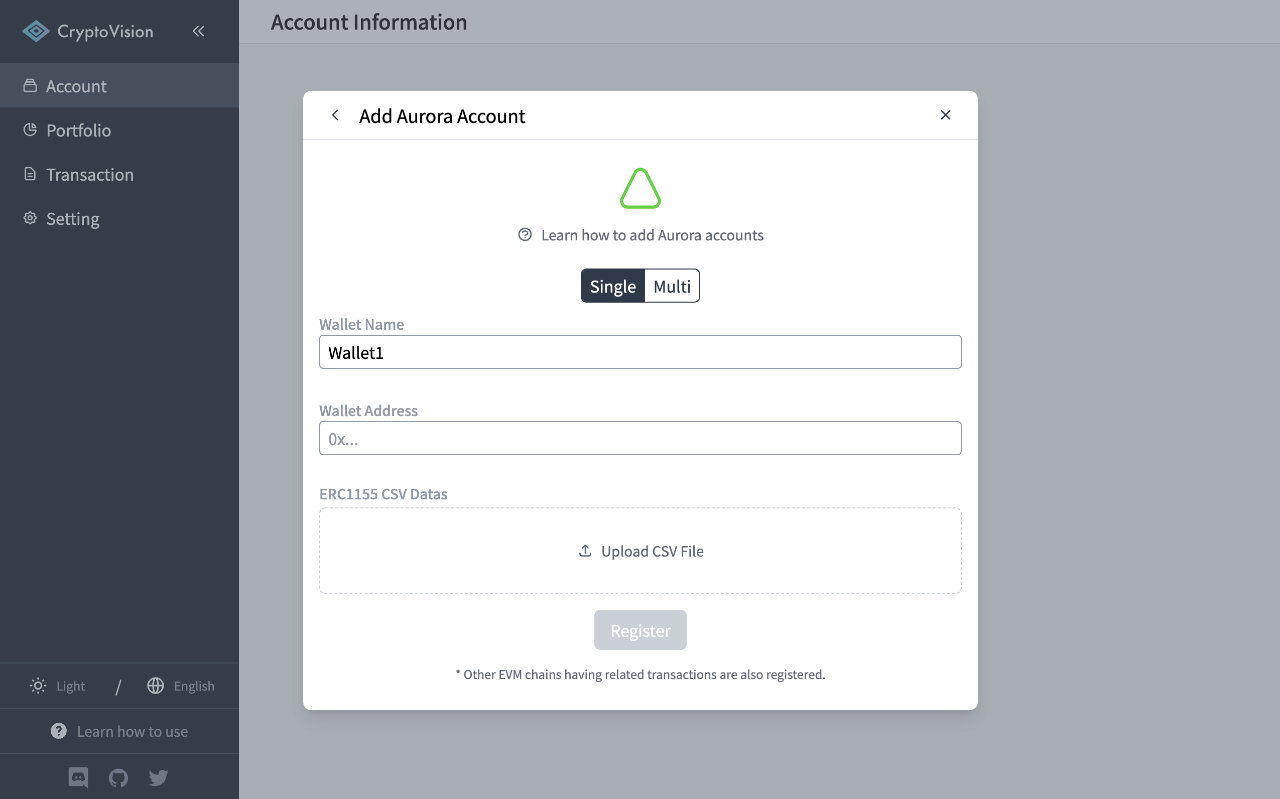 CryptoVision
Account
Portfolio
Transaction
Setting
Light / English
Learn how to use
Account Information
Add Aurora Account
Learn how to add Aurora accounts
Single Multi
Wallet Name
Wallet1
Wallet Address
0x...
ERC1155 CSV Datas
Upload CSV File
Register
* Other EVM chains having related transactions are also registered.